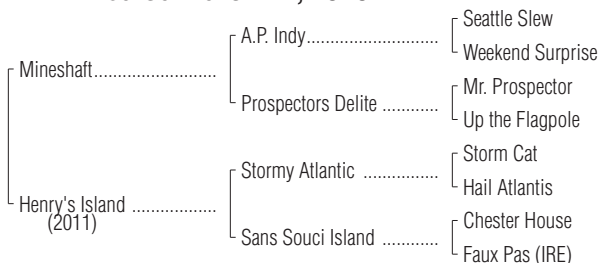 Seattle Slew
A.P. Indy........................................
Weekend Surprise
Mineshaft............................
Mr. Prospector
Prospectors Delite .............
Up the Flagpole
Storm Cat
Stormy Atlantic .................
Hail Atlantis
Henry's Island ...................
(2011)
Chester House
Sans Souci Island .............
Faux Pas (IRE)